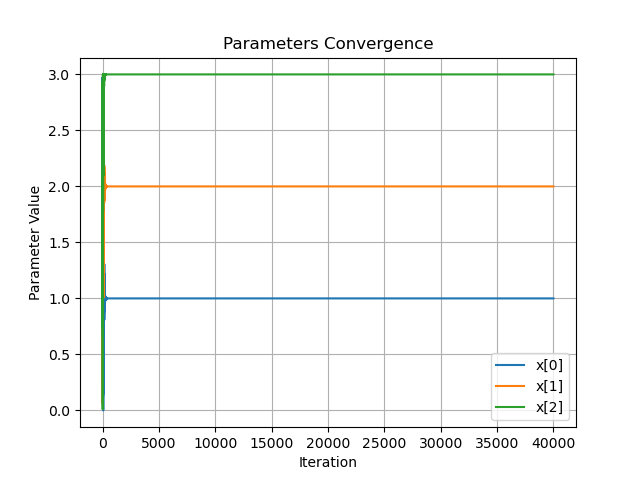 Parameters Convergence
Parameter Value
3.0
2.5
2.0
1.5
1.0
0.5
0.0
x[0]
x[1]
x[2]
0 5000 10000 15000 20000 25000 30000 35000 40000
Iteration